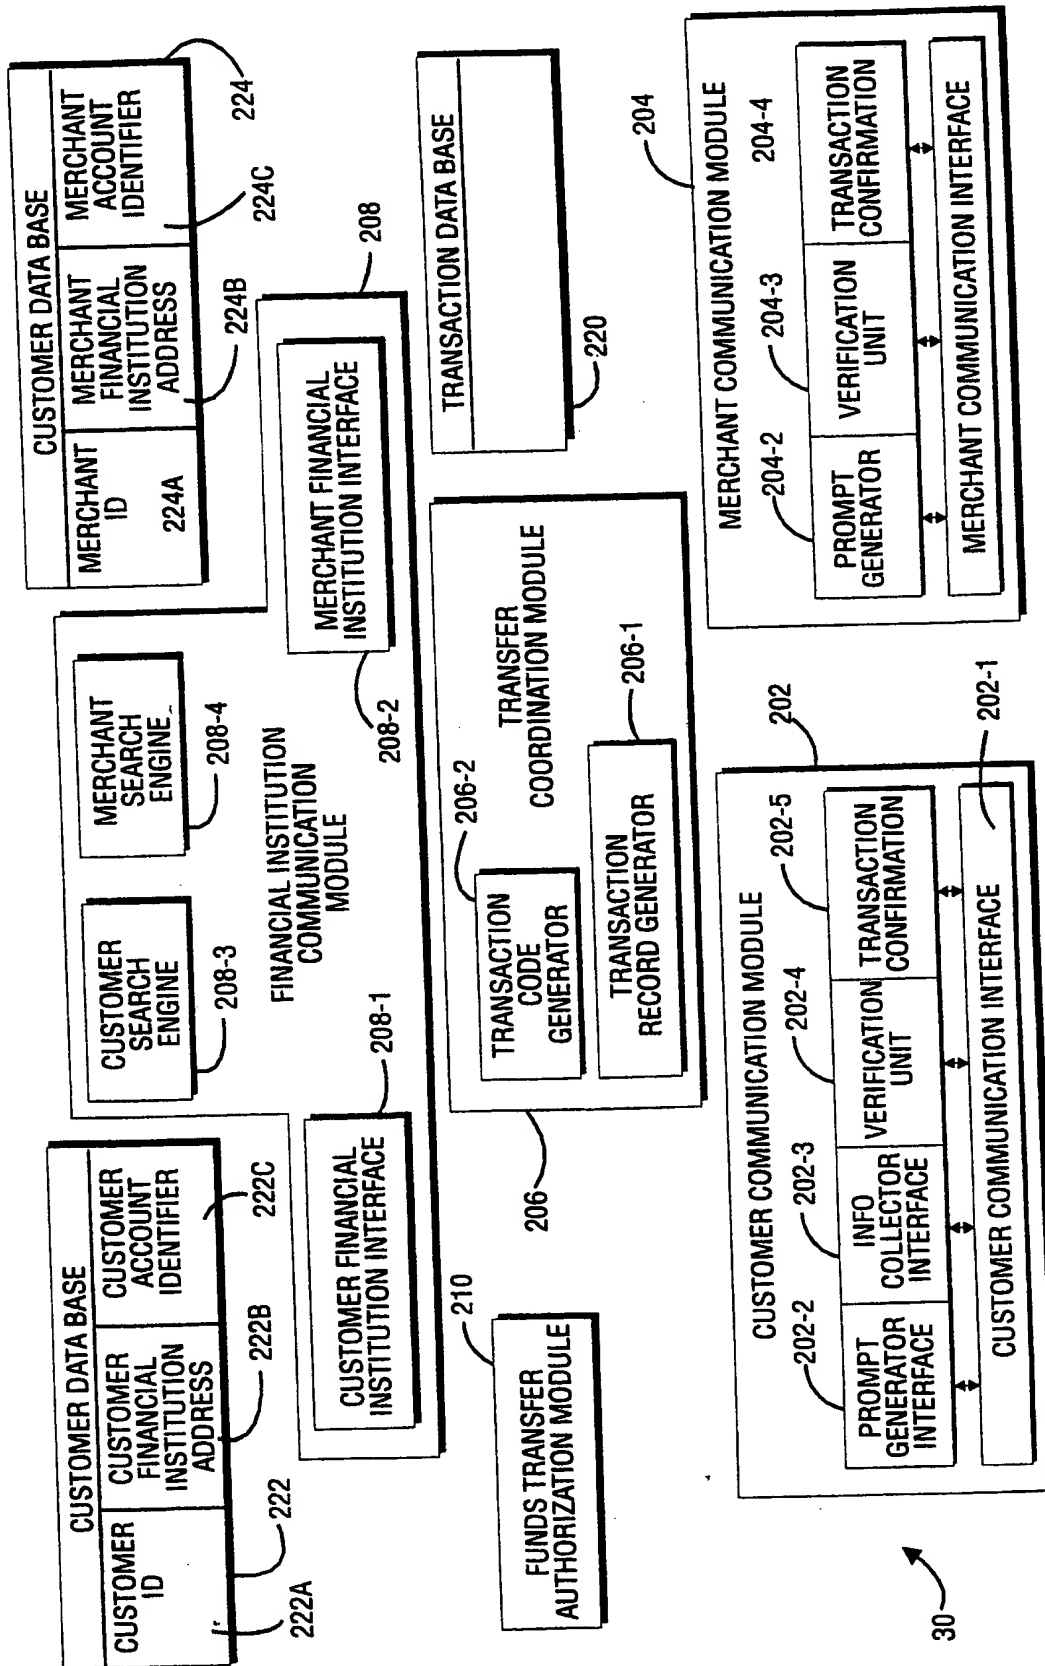 CUSTOMER DATA BASE
CUSTOMER
ID
CUSTOMER
FINANCIAL
INSTITUTION
ADDRESS
CUSTOMER
ACCOUNT
IDENTIFIER
222A
222
222B
222C
CUSTOMER
SEARCH
ENGINE
208-3
MERCHANT
SEARCH
ENGINE
208-4
CUSTOMER DATA BASE
MERCHANT
ID
224A
MERCHANT
FINANCIAL
INSTITUTION
ADDRESS
MERCHANT
ACCOUNT
IDENTIFIER
224B
224C
224
FINANCIAL INSTITUTION
COMMUNICATION
MODULE
CUSTOMER FINANCIAL
INSTITUTION INTERFACE
208-1
MERCHANT FINANCIAL
INSTITUTION INTERFACE
208-2
208
FUNDS TRANSFER
AUTHORIZATION MODULE
210
TRANSFER
COORDINATION MODULE
TRANSACTION
CODE
GENERATOR
206-2
TRANSACTION
RECORD GENERATOR
206-1
206
TRANSACTION DATA BASE
220
CUSTOMER COMMUNICATION MODULE
202
202-2
202-3
202-4
202-5
PROMPT
GENERATOR
INTERFACE
INFO
COLLECTOR
INTERFACE
VERIFICATION
UNIT
TRANSACTION
CONFIRMATION
CUSTOMER COMMUNICATION INTERFACE
202-1
MERCHANT COMMUNICATION MODULE
204
204-2
204-3
204-4
PROMPT
GENERATOR
VERIFICATION
UNIT
TRANSACTION
CONFIRMATION
MERCHANT COMMUNICATION INTERFACE
30